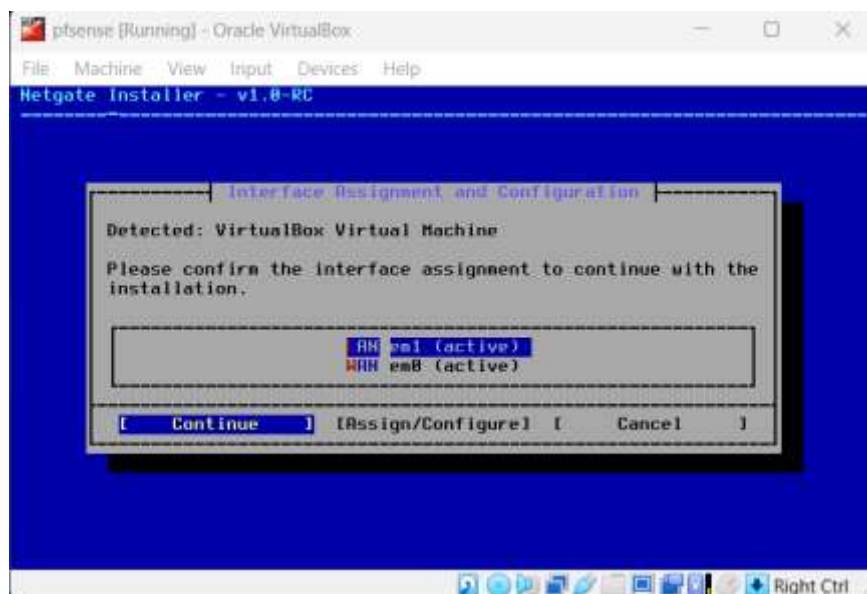 pfsense [Running] - Oracle VirtualBox
File Machine View Input Devices Help
Netgate Installer - v1.0-RC
Interface Assignment and Configuration
Detected: VirtualBox Virtual Machine
Please confirm the interface assignment to continue with the
installation.
LAN em1 (active)
WAN em0 (active)
[ Continue ] [Assign/Configure] [ Cancel ]
Right Ctrl